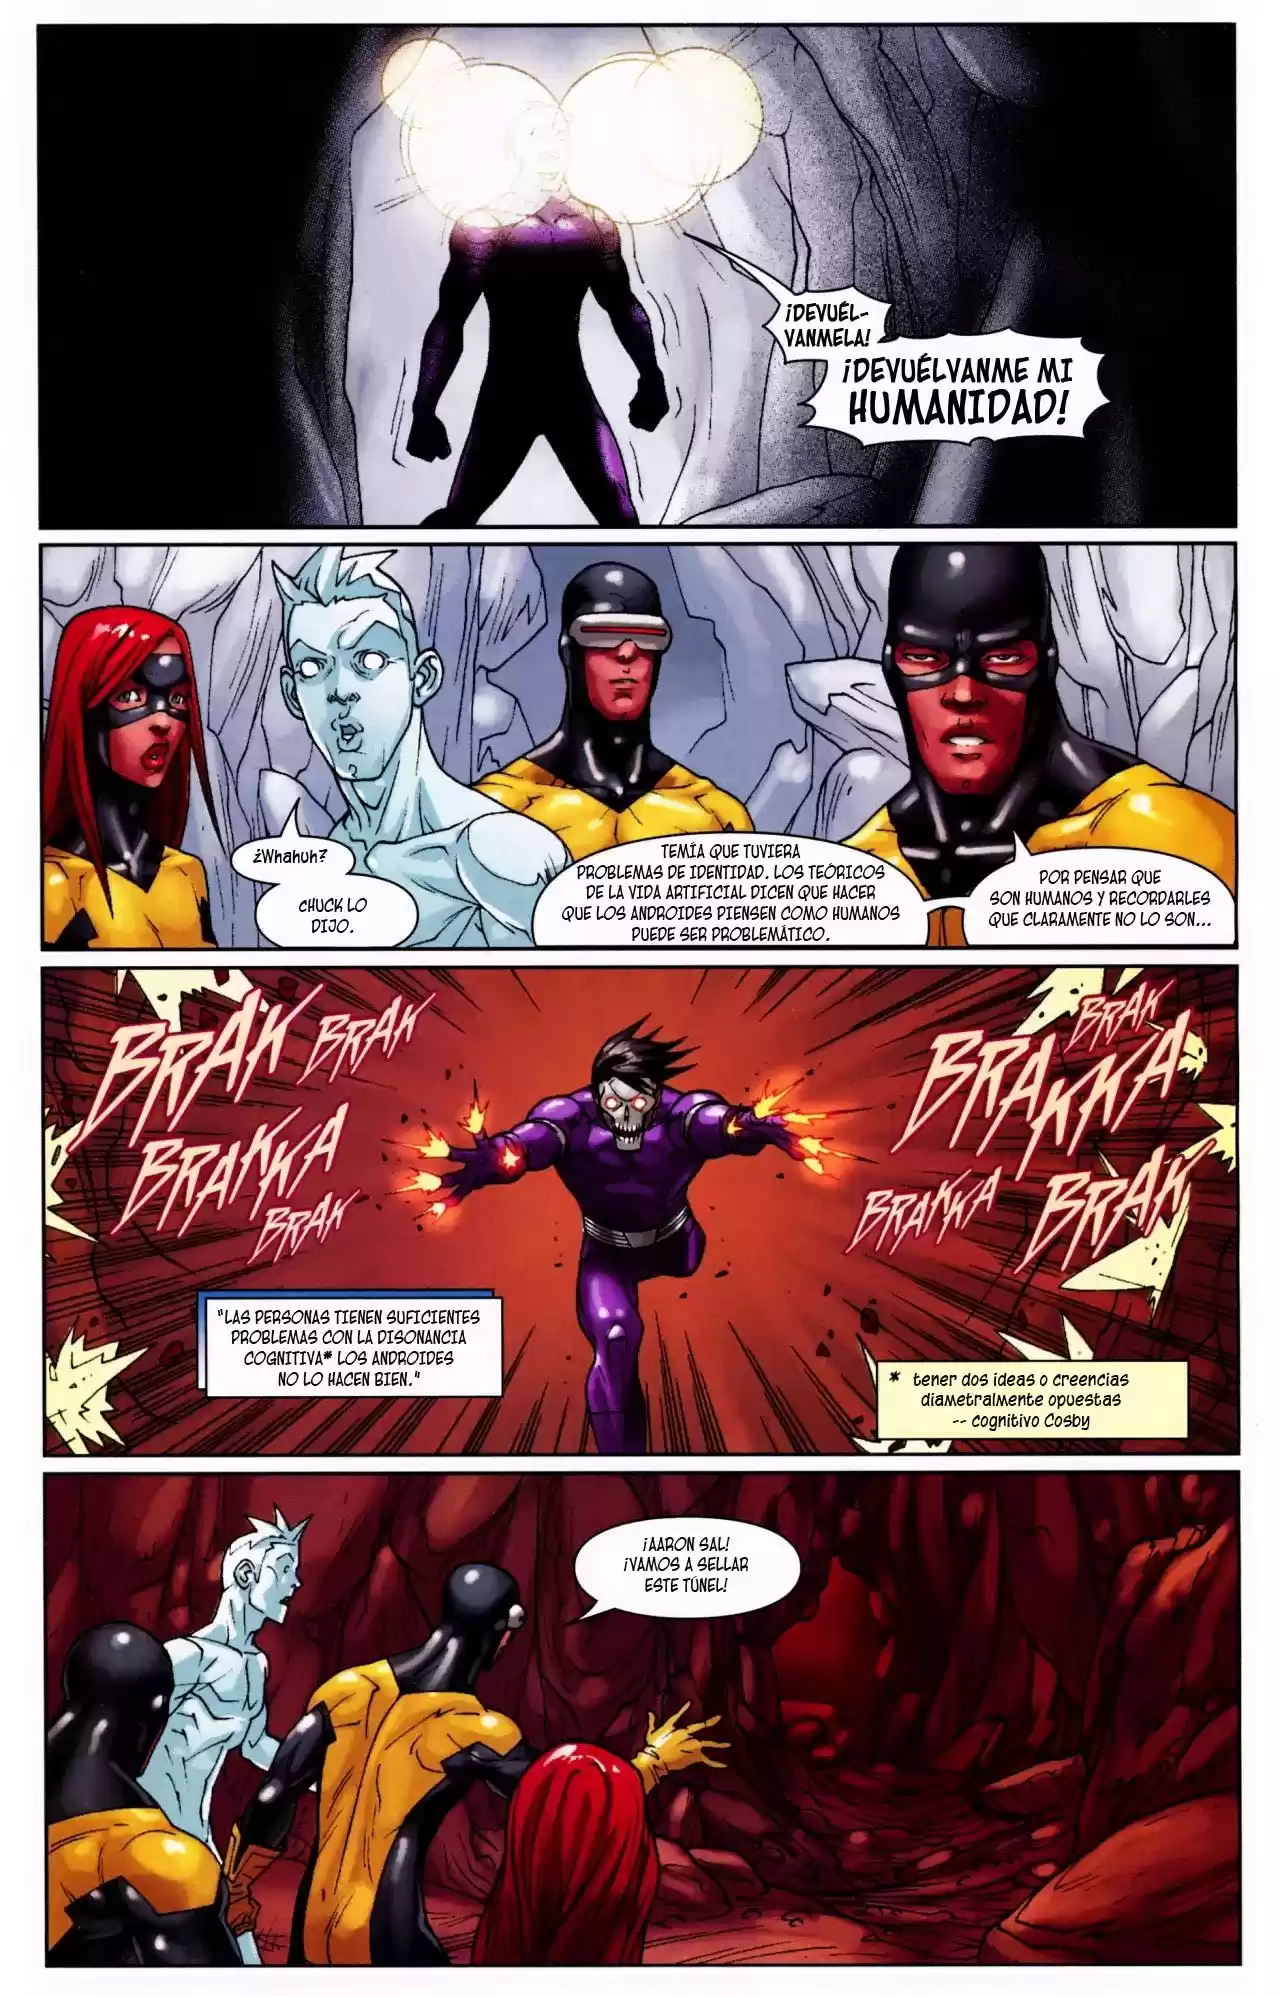 ¡DEVUÉL-
VANMELA!
¡DEVUÉLVANME MI
HUMANIDAD!
¿Whahuh?
CHUCK LO
DIJO.
TEMÍA QUE TUVIERA
PROBLEMAS DE IDENTIDAD. LOS TEÓRICOS
DE LA VIDA ARTIFICIAL DICEN QUE HACER
QUE LOS ANDROIDES PIENSEN COMO HUMANOS
PUEDE SER PROBLEMÁTICO.
POR PENSAR QUE
SON HUMANOS Y RECORDARLES
QUE CLARAMENTE NO LO SON...
BRAK
BRAK
BRAKKA
BRAK
BRAK
BRAKKA
BRAKKA
BRAK
"LAS PERSONAS TIENEN SUFICIENTES
PROBLEMAS CON LA DISONANCIA
COGNITIVA* LOS ANDROIDES
NO LO HACEN BIEN."
* tener dos ideas o creencias
diametralmente opuestas
-- cognitivo Cosby
¡AARON SAL!
¡VAMOS A SELLAR
ESTE TÚNEL!